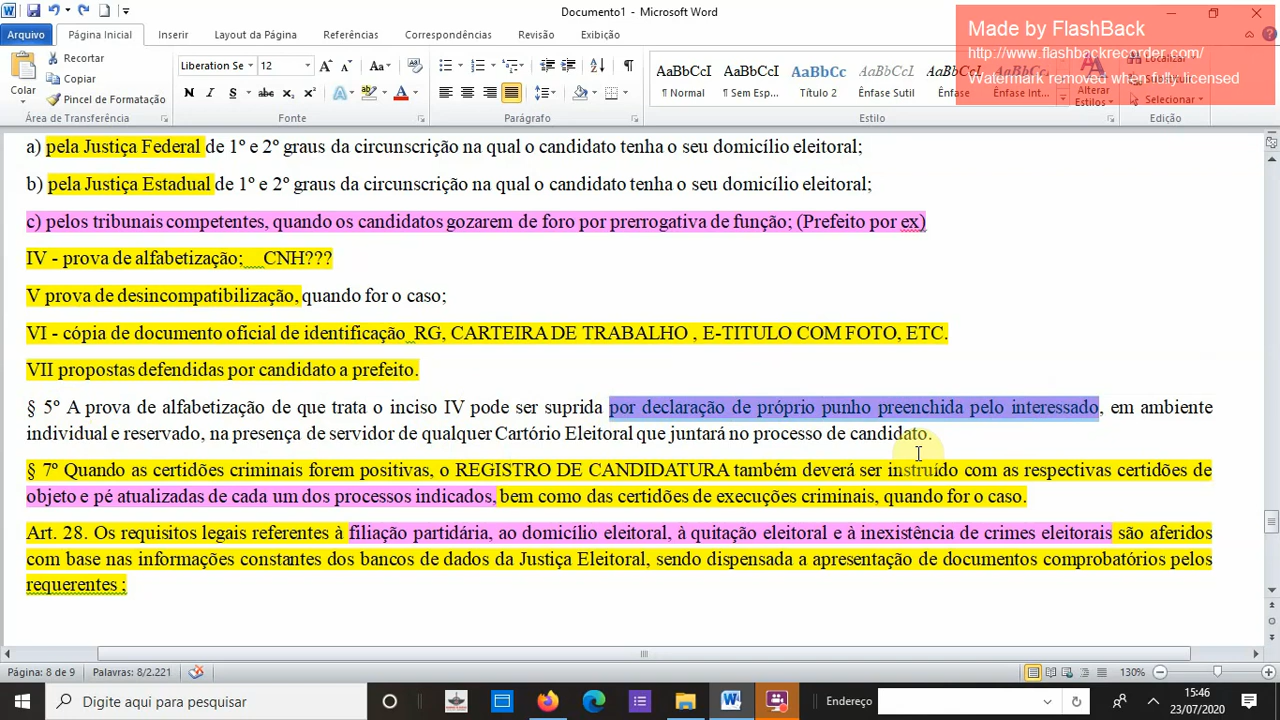 Documento1 - Microsoft Word
Made by FlashBack
http://www.flashbackrecorder.com/
Watermark removed when fully licensed
Arquivo Página Inicial Inserir Layout da Página Referências Correspondências Revisão Exibição
Colar
Recortar
Copiar
Pincel de Formatação
Área de Transferência
Liberation Se 12
Aa
N I S abc x₂ x² A
Fonte
Parágrafo
AaBbCcI AaBbCcI AaBbCc AaBbCcI AaBbCcI AaBbCcI
¶ Normal ¶ Sem Esp... Título 2 Ênfase Sutil Ênfase Ênfase Int...
Alterar
Estilos
Estilo
Localizar
Selecionar
Edição
a) pela Justiça Federal de 1º e 2º graus da circunscrição na qual o candidato tenha o seu domicílio eleitoral;
b) pela Justiça Estadual de 1º e 2º graus da circunscrição na qual o candidato tenha o seu domicílio eleitoral;
c) pelos tribunais competentes, quando os candidatos gozarem de foro por prerrogativa de função; (Prefeito por ex)
IV - prova de alfabetização; CNH???
V prova de desincompatibilização, quando for o caso;
VI - cópia de documento oficial de identificação RG, CARTEIRA DE TRABALHO , E-TITULO COM FOTO, ETC.
VII propostas defendidas por candidato a prefeito.
§ 5º A prova de alfabetização de que trata o inciso IV pode ser suprida por declaração de próprio punho preenchida pelo interessado, em ambiente
individual e reservado, na presença de servidor de qualquer Cartório Eleitoral que juntará no processo de candidato.
§ 7º Quando as certidões criminais forem positivas, o REGISTRO DE CANDIDATURA também deverá ser instruído com as respectivas certidões de
objeto e pé atualizadas de cada um dos processos indicados, bem como das certidões de execuções criminais, quando for o caso.
Art. 28. Os requisitos legais referentes à filiação partidária, ao domicílio eleitoral, à quitação eleitoral e à inexistência de crimes eleitorais são aferidos
com base nas informações constantes dos bancos de dados da Justiça Eleitoral, sendo dispensada a apresentação de documentos comprobatórios pelos
requerentes ;
Página: 8 de 9 Palavras: 8/2.221 130%
Digite aqui para pesquisar
Endereço
15:46
23/07/2020